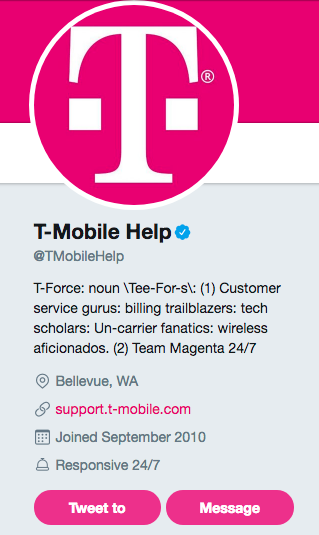 T®
T-Mobile Help
@TMobileHelp
T-Force: noun \Tee-For-s\: (1) Customer
service gurus: billing trailblazers: tech
scholars: Un-carrier fanatics: wireless
aficionados. (2) Team Magenta 24/7
Bellevue, WA
support.t-mobile.com
Joined September 2010
Responsive 24/7
Tweet to Message